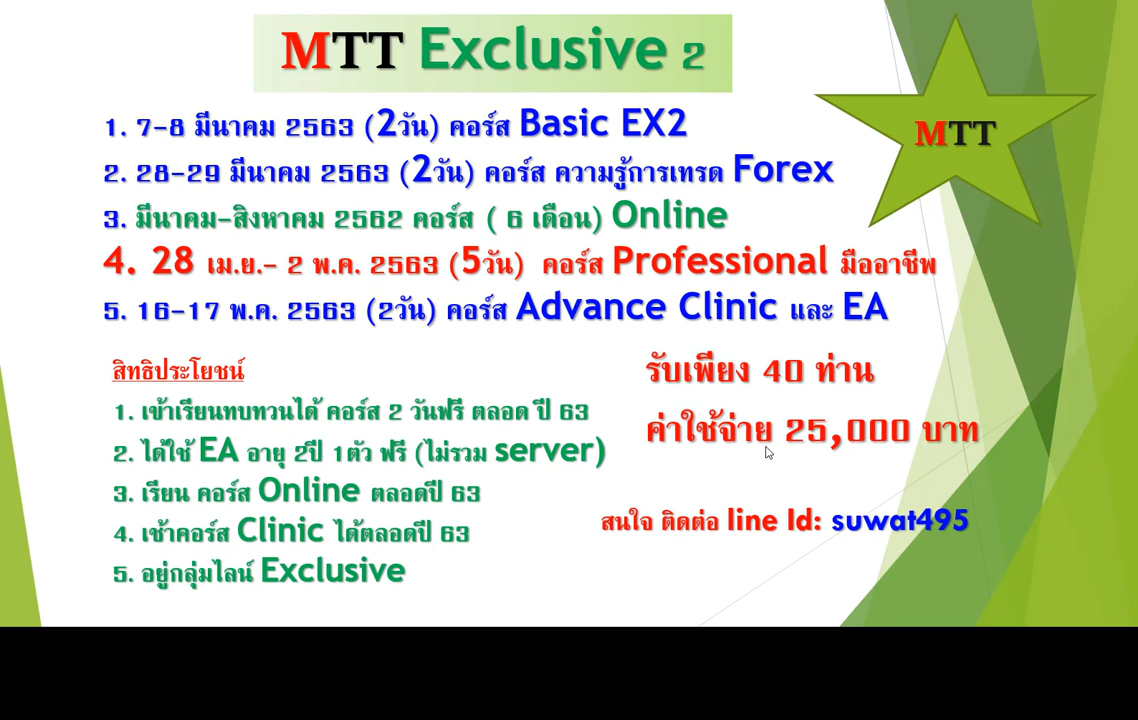 MTT Exclusive 2
MTT
1. 7-8 มีนาคม 2563 (2วัน) คอร์ส Basic EX2
2. 28-29 มีนาคม 2563 (2วัน) คอร์ส ความรู้การเทรด Forex
3. มีนาคม-สิงหาคม 2562 คอร์ส ( 6 เดือน) Online
4. 28 เม.ย.- 2 พ.ค. 2563 (5วัน) คอร์ส Professional มืออาชีพ
5. 16-17 พ.ค. 2563 (2วัน) คอร์ส Advance Clinic และ EA
สิทธิประโยชน์
1. เข้าเรียนทบทวนได้ คอร์ส 2 วันฟรี ตลอด ปี 63
2. ได้ใช้ EA อายุ 2ปี 1ตัว ฟรี (ไม่รวม server)
3. เรียน คอร์ส Online ตลอดปี 63
4. เช้าคอร์ส Clinic ได้ตลอดปี 63
5. อยู่กลุ่มไลน์ Exclusive
รับเพียง 40 ท่าน
ค่าใช้จ่าย 25,000 บาท
สนใจ ติดต่อ line Id: suwat495